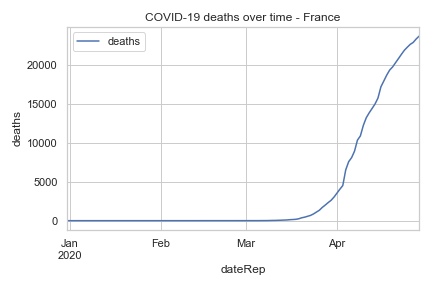 COVID-19 deaths over time - France
deaths
20000
15000
10000
5000
0
deaths
Jan
2020
Feb
Mar
Apr
dateRep